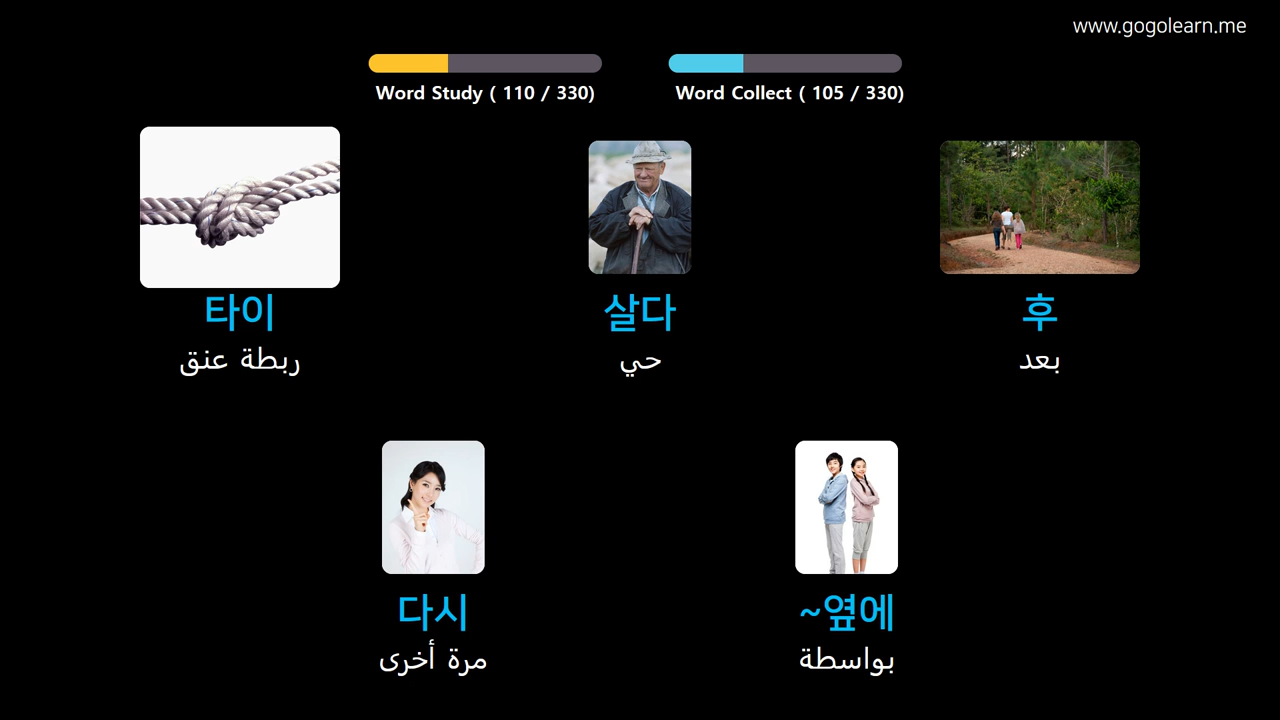 www.gogolearn.me
Word Study ( 110 / 330)
Word Collect ( 105 / 330)
타이
ربطة عنق
살다
حي
후
بعد
다시
مرة أخرى
~옆에
بواسطة